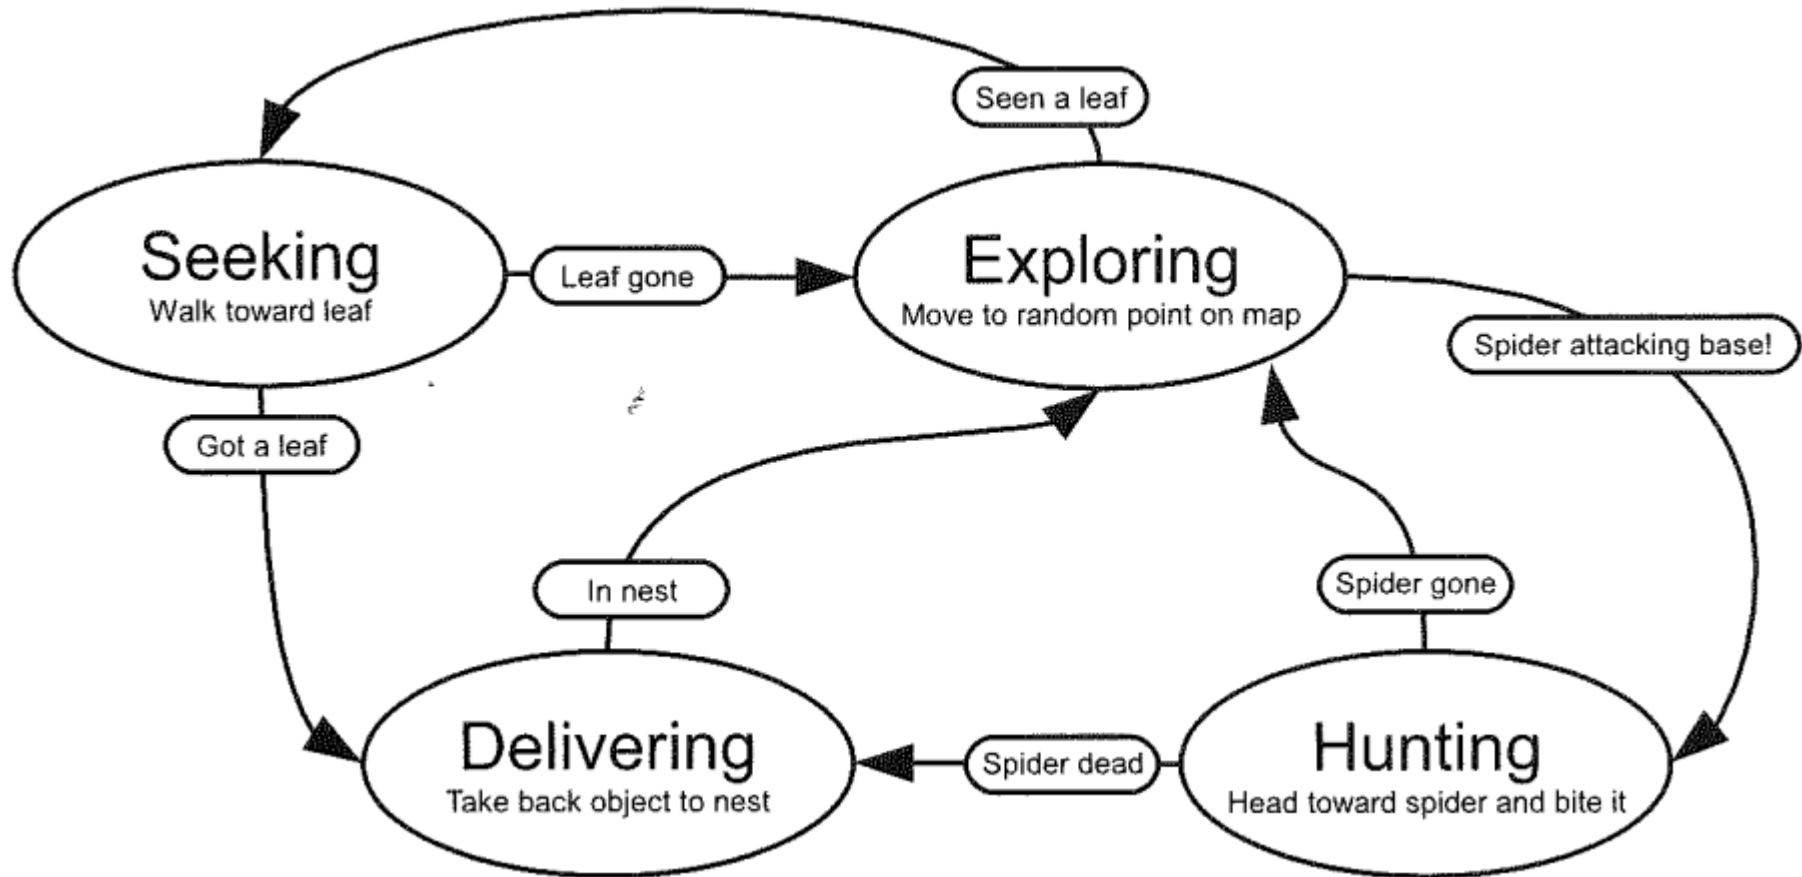 Seen a leaf
Seeking
Walk toward leaf
Leaf gone
Exploring
Move to random point on map
Spider attacking base!
Got a leaf
In nest
Spider gone
Delivering
Take back object to nest
Spider dead
Hunting
Head toward spider and bite it